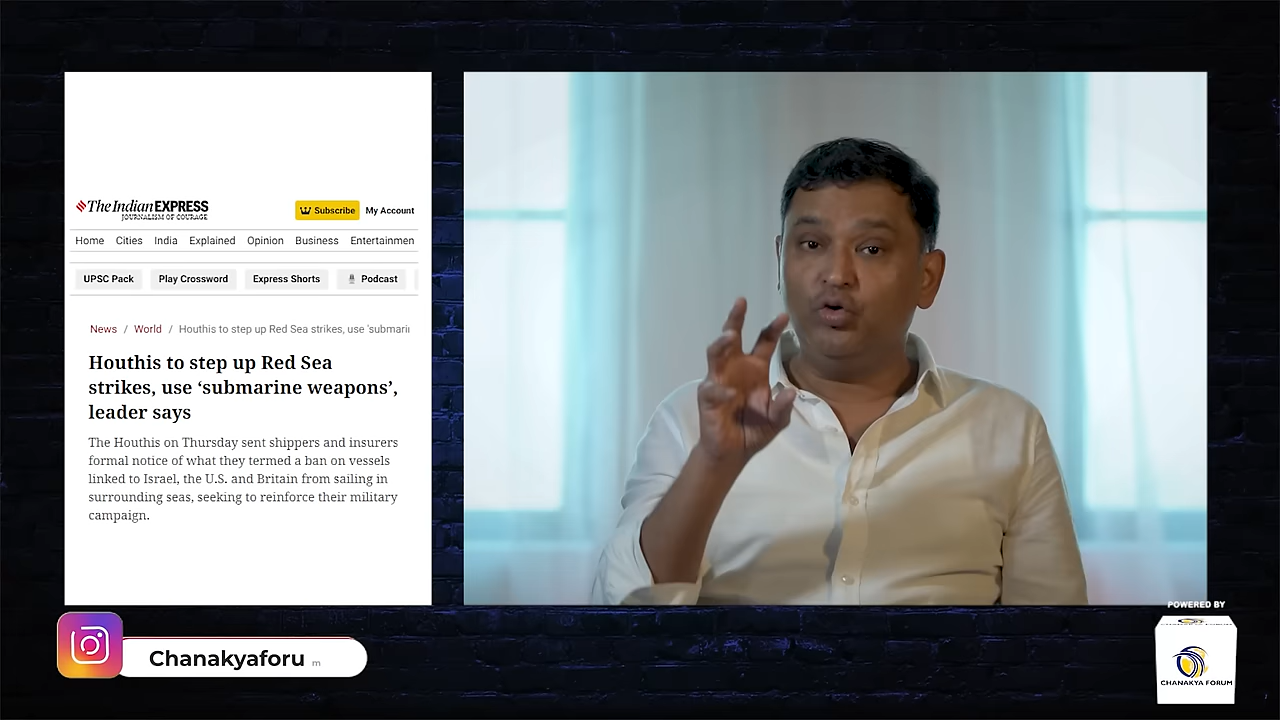 The Indian EXPRESS
JOURNALISM OF COURAGE
Subscribe
My Account
Home Cities India Explained Opinion Business Entertainmen
UPSC Pack Play Crossword Express Shorts Podcast
News / World / Houthis to step up Red Sea strikes, use 'submarin
Houthis to step up Red Sea
strikes, use ‘submarine weapons’,
leader says
The Houthis on Thursday sent shippers and insurers
formal notice of what they termed a ban on vessels
linked to Israel, the U.S. and Britain from sailing in
surrounding seas, seeking to reinforce their military
campaign.
Chanakyaforum
POWERED BY
CHANAKYA FORUM
CHANAKYA FORUM